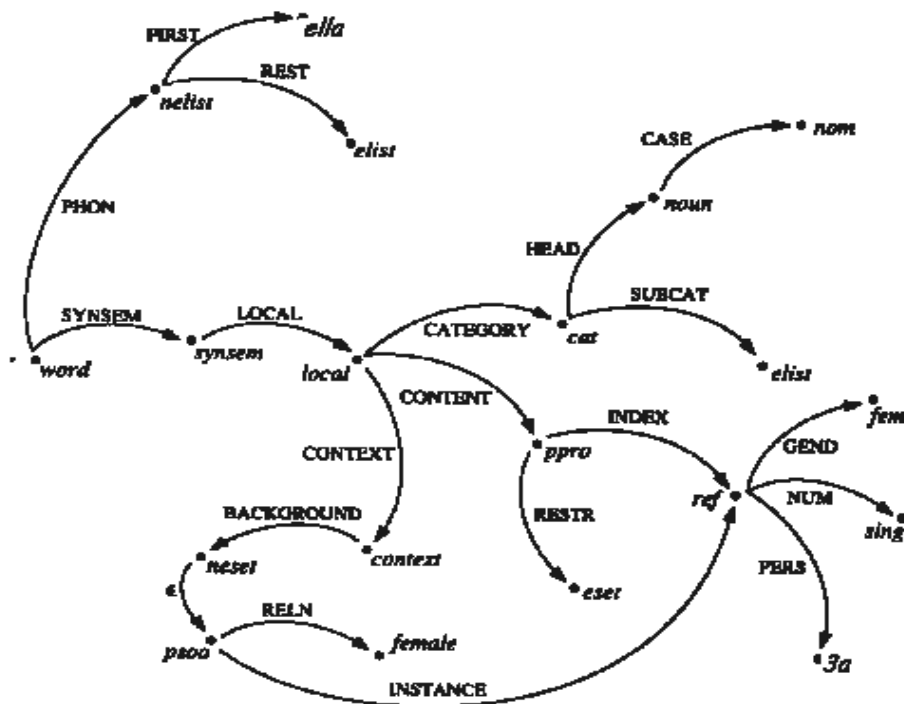 FIRST
ella
REST
nelist
elist
CASE
nom
PHON
noun
HEAD
SYNSEM
LOCAL
SUBCAT
CATEGORY
cat
word
synsem
local
elist
CONTENT
INDEX
fem
CONTEXT
ppro
GEND
ref
NUM
BACKGROUND
RESTR
sing
neset
context
PERS
ϵ
eset
RELN
psoa
female
3a
INSTANCE